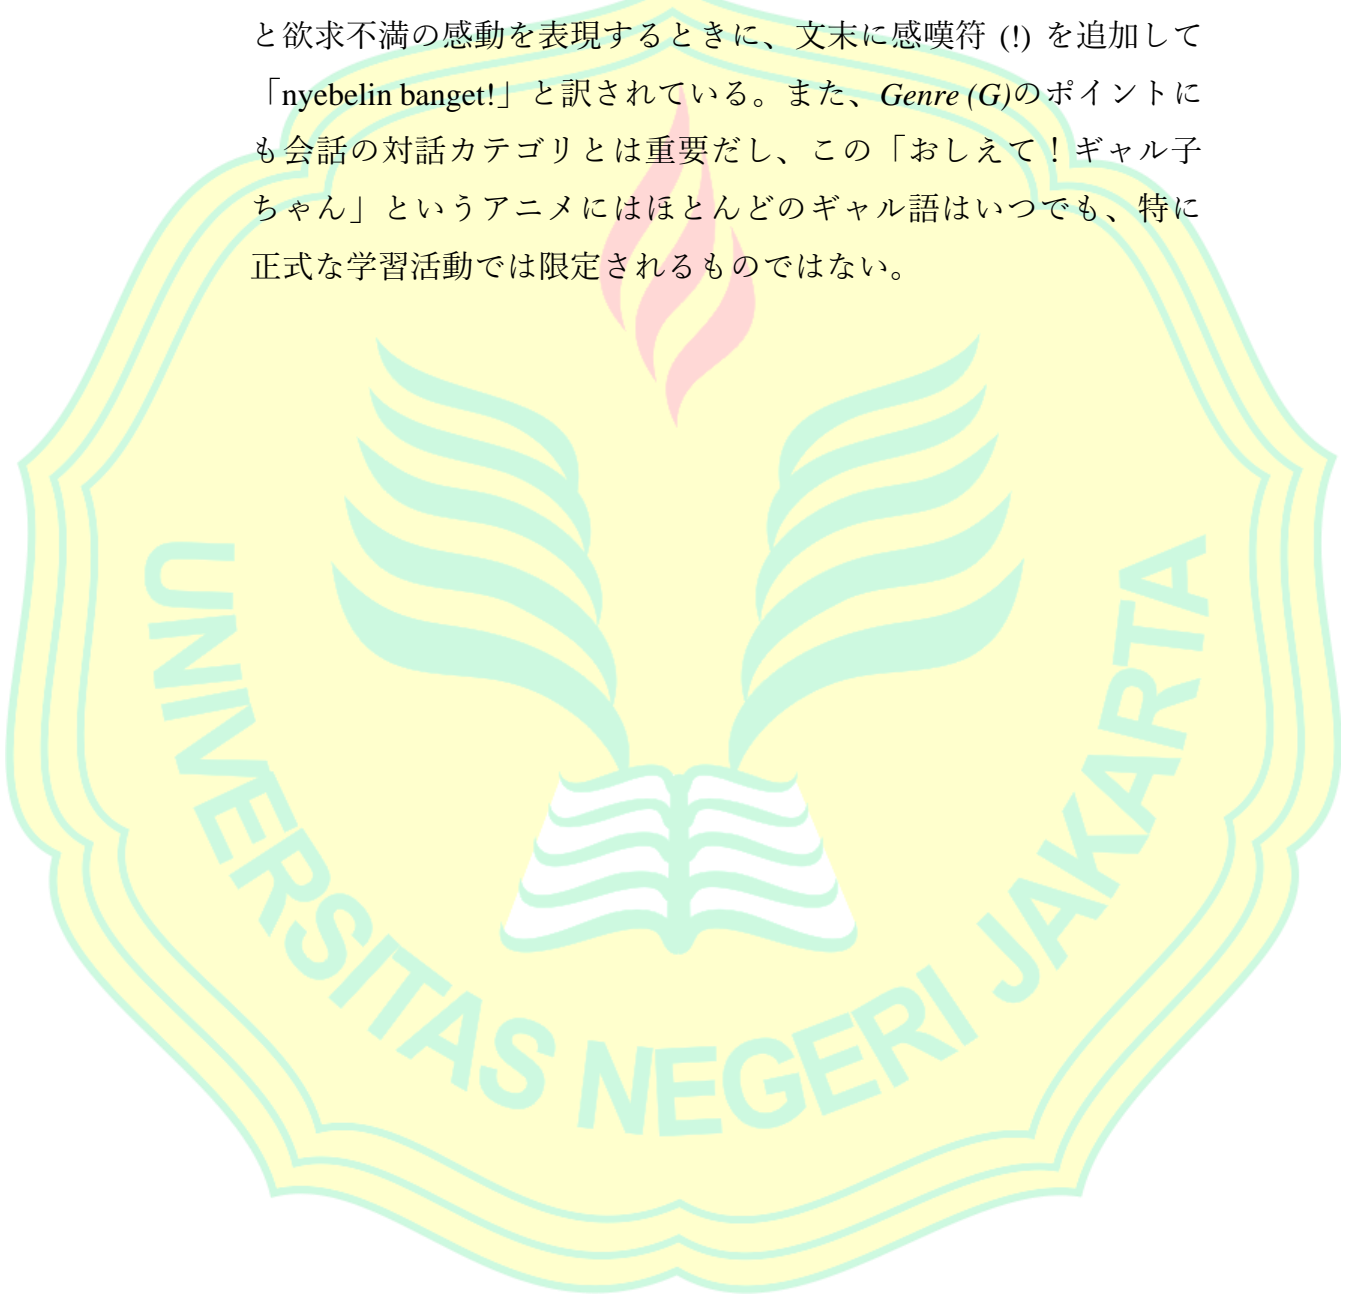 と欲求不満の感動を表現するときに、文末に感嘆符 (!) を追加して
「nyebelin banget!」と訳されている。また、Genre (G)のポイントに
も会話の対話カテゴリとは重要だし、この「おしえて！ギャル子
ちゃん」というアニメにはほとんどのギャル語はいつでも、特に
正式な学習活動では限定されるものではない。
UNIVERSITAS NEGERI JAKARTA